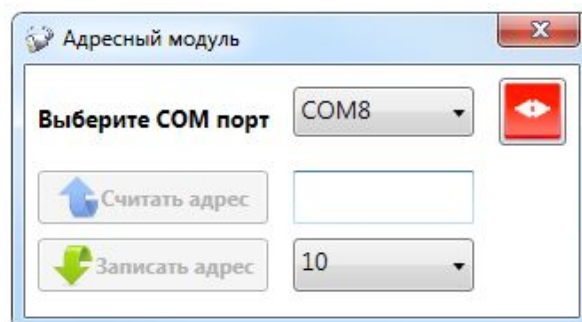 Адресный модуль
Выберите COM порт COM8
Считать адрес
Записать адрес 10